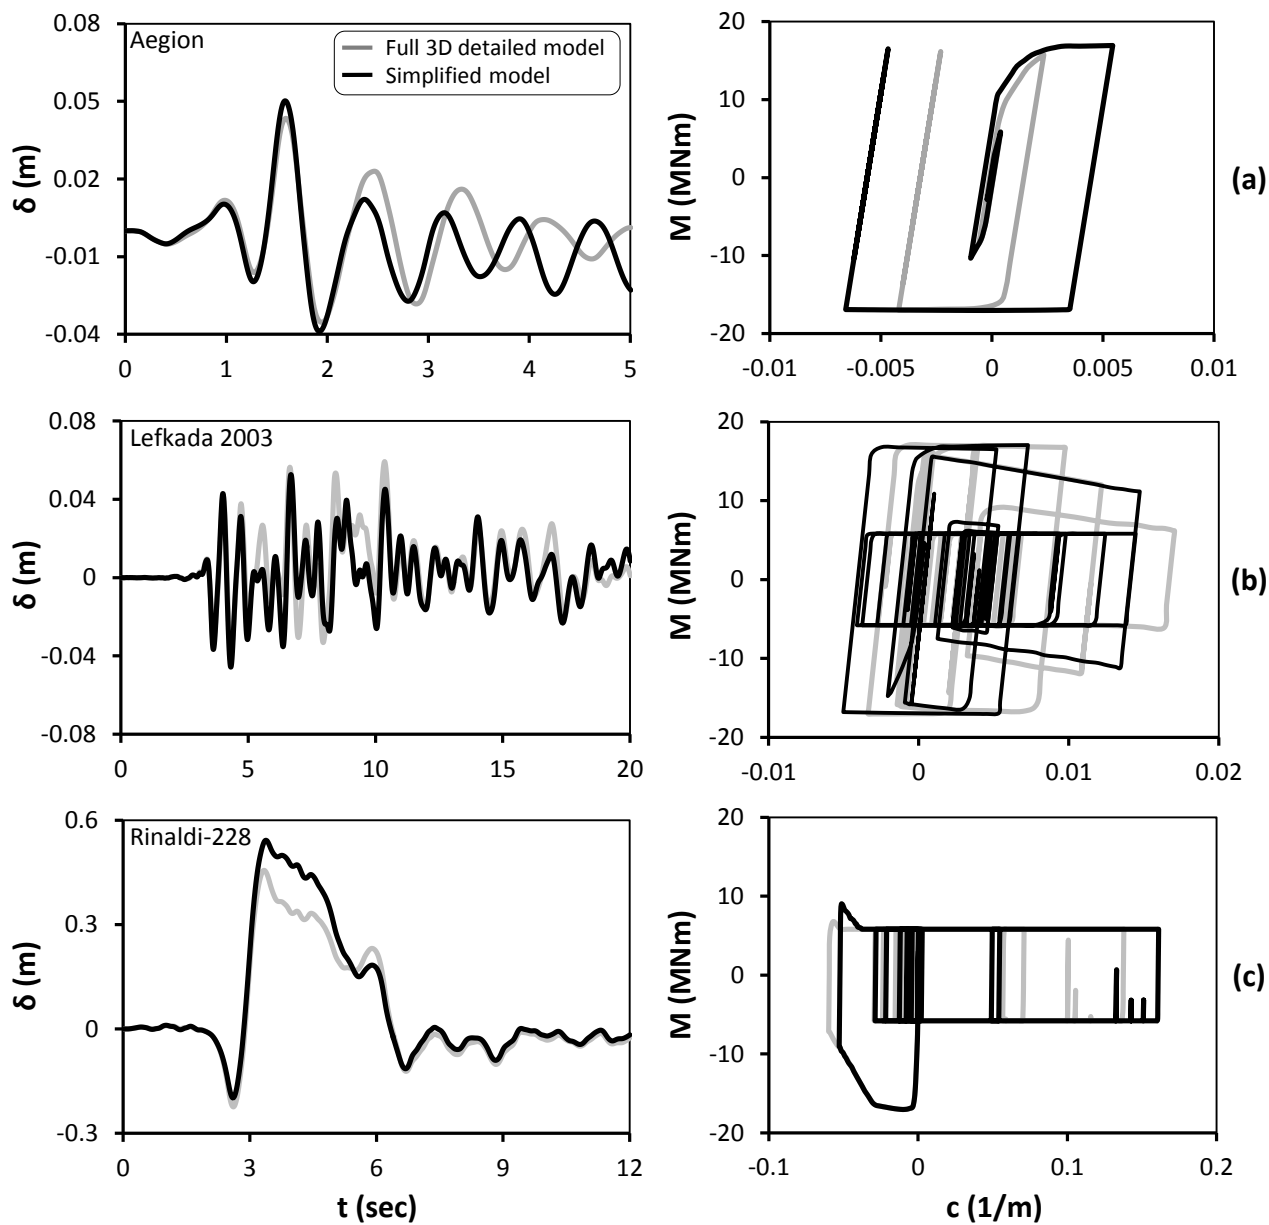 Aegion
Full 3D detailed model
Simplified model
δ (m)
0.08
0.05
0.02
-0.01
-0.04
0 1 2 3 4 5
M (MNm)
20
10
0
-10
-20
-0.01 -0.005 0 0.005 0.01
(a)
Lefkada 2003
δ (m)
0.08
0.04
0
-0.04
-0.08
0 5 10 15 20
M (MNm)
20
10
0
-10
-20
-0.01 0 0.01 0.02
(b)
Rinaldi-228
δ (m)
0.6
0.3
0
-0.3
0 3 6 9 12
t (sec)
M (MNm)
20
10
0
-10
-20
-0.1 0 0.1 0.2
c (1/m)
(c)